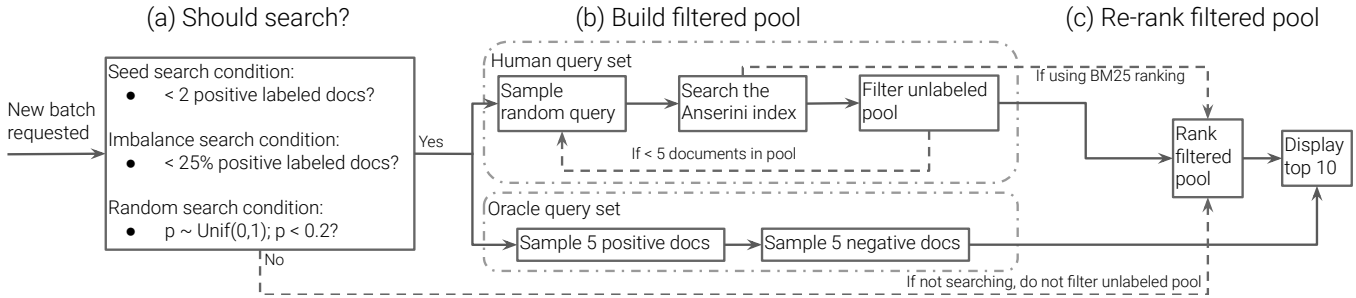 (a) Should search?
(b) Build filtered pool
(c) Re-rank filtered pool
New batch
requested
Seed search condition:
● < 2 positive labeled docs?
Imbalance search condition:
● < 25% positive labeled docs?
Random search condition:
● p ~ Unif(0,1); p < 0.2?
Yes
No
Human query set
Sample
random query
Search the
Anserini index
Filter unlabeled
pool
If < 5 documents in pool
If using BM25 ranking
Oracle query set
Sample 5 positive docs
Sample 5 negative docs
Rank
filtered
pool
Display
top 10
If not searching, do not filter unlabeled pool